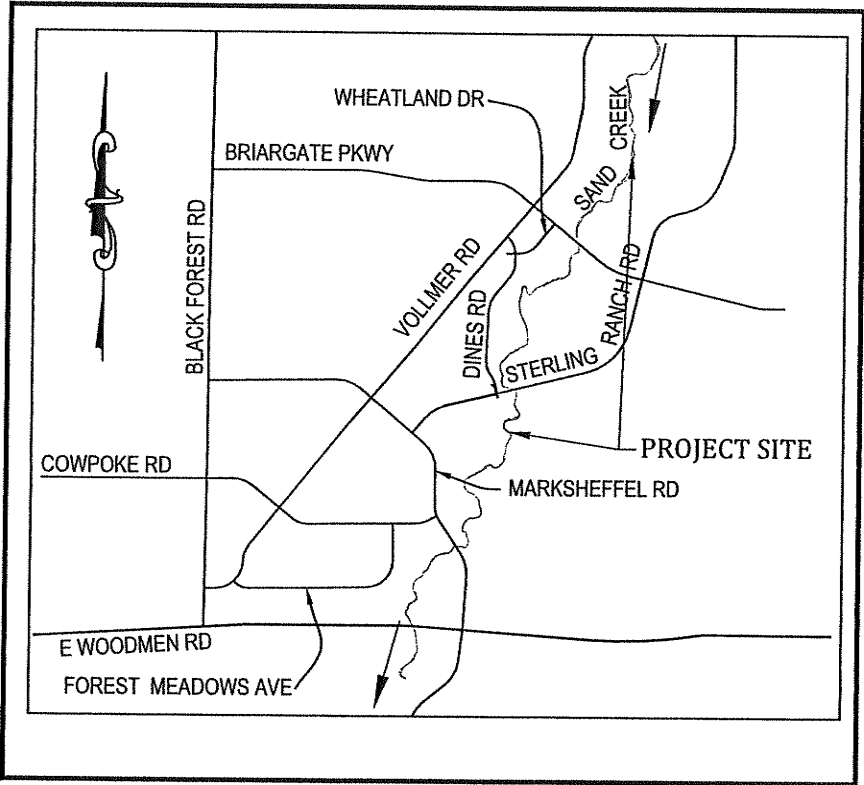 WHEATLAND DR
BRIARGATE PKWY
SAND CREEK
BLACK FOREST RD
VOLLMER RD
DINES RD
STERLING RANCH RD
PROJECT SITE
COWPOKE RD
MARKSHEFFEL RD
E WOODMEN RD
FOREST MEADOWS AVE